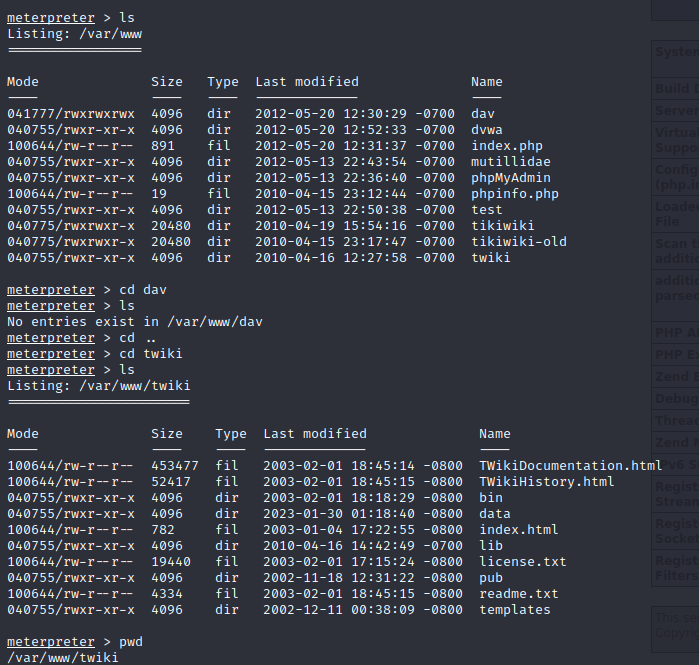 meterpreter > ls
Listing: /var/www
=================
Mode Size Type Last modified Name
---- ---- ---- ------------- ----
041777/rwxrwxrwx 4096 dir 2012-05-20 12:30:29 -0700 dav
040755/rwxr-xr-x 4096 dir 2012-05-20 12:52:33 -0700 dvwa
100644/rw-r--r-- 891 fil 2012-05-20 12:31:37 -0700 index.php
040755/rwxr-xr-x 4096 dir 2012-05-13 22:43:54 -0700 mutillidae
040755/rwxr-xr-x 4096 dir 2012-05-13 22:36:40 -0700 phpMyAdmin
100644/rw-r--r-- 19 fil 2010-04-15 23:12:44 -0700 phpinfo.php
040755/rwxr-xr-x 4096 dir 2012-05-13 22:50:38 -0700 test
040775/rwxrwxr-x 20480 dir 2010-04-19 15:54:16 -0700 tikiwiki
040775/rwxrwxr-x 20480 dir 2010-04-15 23:17:47 -0700 tikiwiki-old
040755/rwxr-xr-x 4096 dir 2010-04-16 12:27:58 -0700 twiki
meterpreter > cd dav
meterpreter > ls
No entries exist in /var/www/dav
meterpreter > cd ..
meterpreter > cd twiki
meterpreter > ls
Listing: /var/www/twiki
=======================
Mode Size Type Last modified Name
---- ---- ---- ------------- ----
100644/rw-r--r-- 453477 fil 2003-02-01 18:45:14 -0800 TWikiDocumentation.html
100644/rw-r--r-- 52417 fil 2003-02-01 18:45:15 -0800 TWikiHistory.html
040755/rwxr-xr-x 4096 dir 2003-02-01 18:18:29 -0800 bin
040755/rwxr-xr-x 4096 dir 2023-01-30 01:18:40 -0800 data
100644/rw-r--r-- 782 fil 2003-01-04 17:22:55 -0800 index.html
040755/rwxr-xr-x 4096 dir 2010-04-16 14:42:49 -0700 lib
100644/rw-r--r-- 19440 fil 2003-02-01 17:15:24 -0800 license.txt
040755/rwxr-xr-x 4096 dir 2002-11-18 12:31:22 -0800 pub
100644/rw-r--r-- 4334 fil 2003-02-01 18:45:15 -0800 readme.txt
040755/rwxr-xr-x 4096 dir 2002-12-11 00:38:09 -0800 templates
meterpreter > pwd
/var/www/twiki
Server
Virtual
(php.in
Loaded
File
Scan t
additio
additio
parsed
PHP A
PHP E
Zend
Debug
Thread
Zend
Regist
Stream
Regist
Socket
Regist
Filters
This se
Copyri